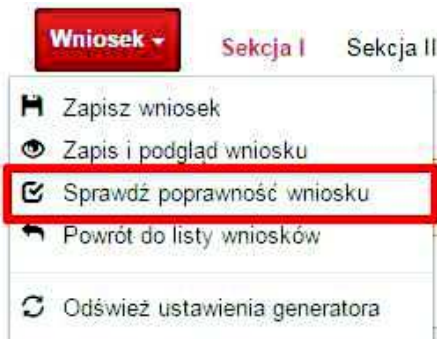 Wniosek Sekcja I Sekcja II
Zapisz wniosek
Zapis i podgląd wniosku
Sprawdź poprawność wniosku
Powrót do listy wniosków
Odśwież ustawienia generatora